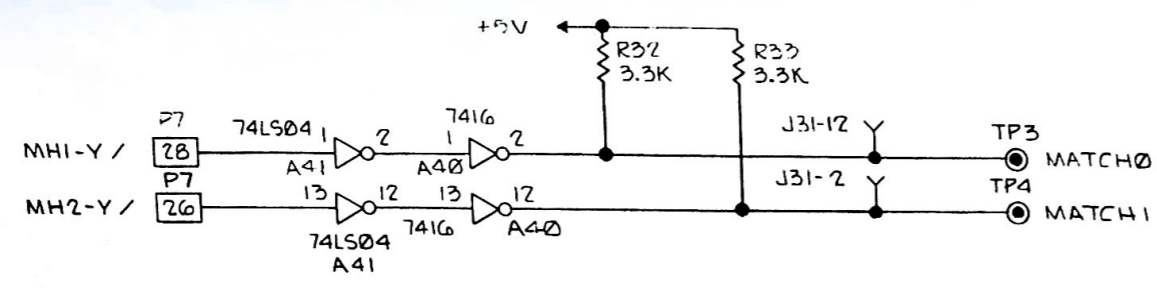 +5V
R32
3.3K
R33
3.3K
P7
74LS04 1 2 7416 1 2
J31-12
TP3
MH1-Y/ 28
A41
A40
MATCH0
P7
J31-2
TP4
MH2-Y/ 26
13 12 13 12
MATCH1
7416
A40
74LS04
A41